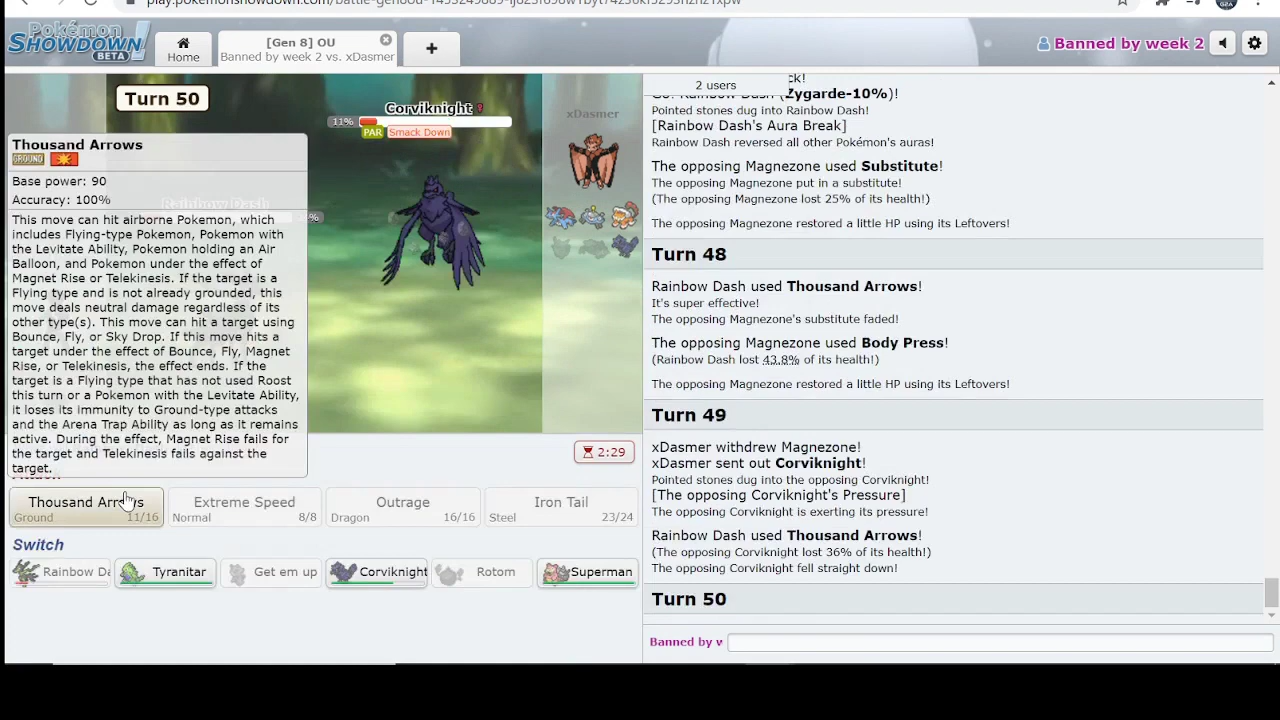 Pokémon
SHOWDOWN!
BETA
Home
[Gen 8] OU
Banned by week 2 vs. xDasmer
+
Banned by week 2
Turn 50
Corviknight
11%
PAR Smack Down
xDasmer
Thousand Arrows
GROUND
Base power: 90
Accuracy: 100%
This move can hit airborne Pokemon, which
includes Flying-type Pokemon, Pokemon with
the Levitate Ability, Pokemon holding an Air
Balloon, and Pokemon under the effect of
Magnet Rise or Telekinesis. If the target is a
Flying type and is not already grounded, this
move deals neutral damage regardless of its
other type(s). This move can hit a target using
Bounce, Fly, or Sky Drop. If this move hits a
target under the effect of Bounce, Fly, Magnet
Rise, or Telekinesis, the effect ends. If the
target is a Flying type that has not used Roost
this turn or a Pokemon with the Levitate Ability,
it loses its immunity to Ground-type attacks
and the Arena Trap Ability as long as it remains
active. During the effect, Magnet Rise fails for
the target and Telekinesis fails against the
target.
Rainbow Dash
2:29
Thousand Arrows
Ground 11/16
Extreme Speed
Normal 8/8
Outrage
Dragon 16/16
Iron Tail
Steel 23/24
Switch
Rainbow Da
Tyranitar
Get em up
Corviknight
Rotom
Superman
2 users
ck!
Go! Rainbow Dash (Zygarde-10%)!
Pointed stones dug into Rainbow Dash!
[Rainbow Dash's Aura Break]
Rainbow Dash reversed all other Pokémon's auras!
The opposing Magnezone used Substitute!
The opposing Magnezone put in a substitute!
(The opposing Magnezone lost 25% of its health!)
The opposing Magnezone restored a little HP using its Leftovers!
Turn 48
Rainbow Dash used Thousand Arrows!
It's super effective!
The opposing Magnezone's substitute faded!
The opposing Magnezone used Body Press!
(Rainbow Dash lost 43.8% of its health!)
The opposing Magnezone restored a little HP using its Leftovers!
Turn 49
xDasmer withdrew Magnezone!
xDasmer sent out Corviknight!
Pointed stones dug into the opposing Corviknight!
[The opposing Corviknight's Pressure]
The opposing Corviknight is exerting its pressure!
Rainbow Dash used Thousand Arrows!
(The opposing Corviknight lost 36% of its health!)
The opposing Corviknight fell straight down!
Turn 50
Banned by w